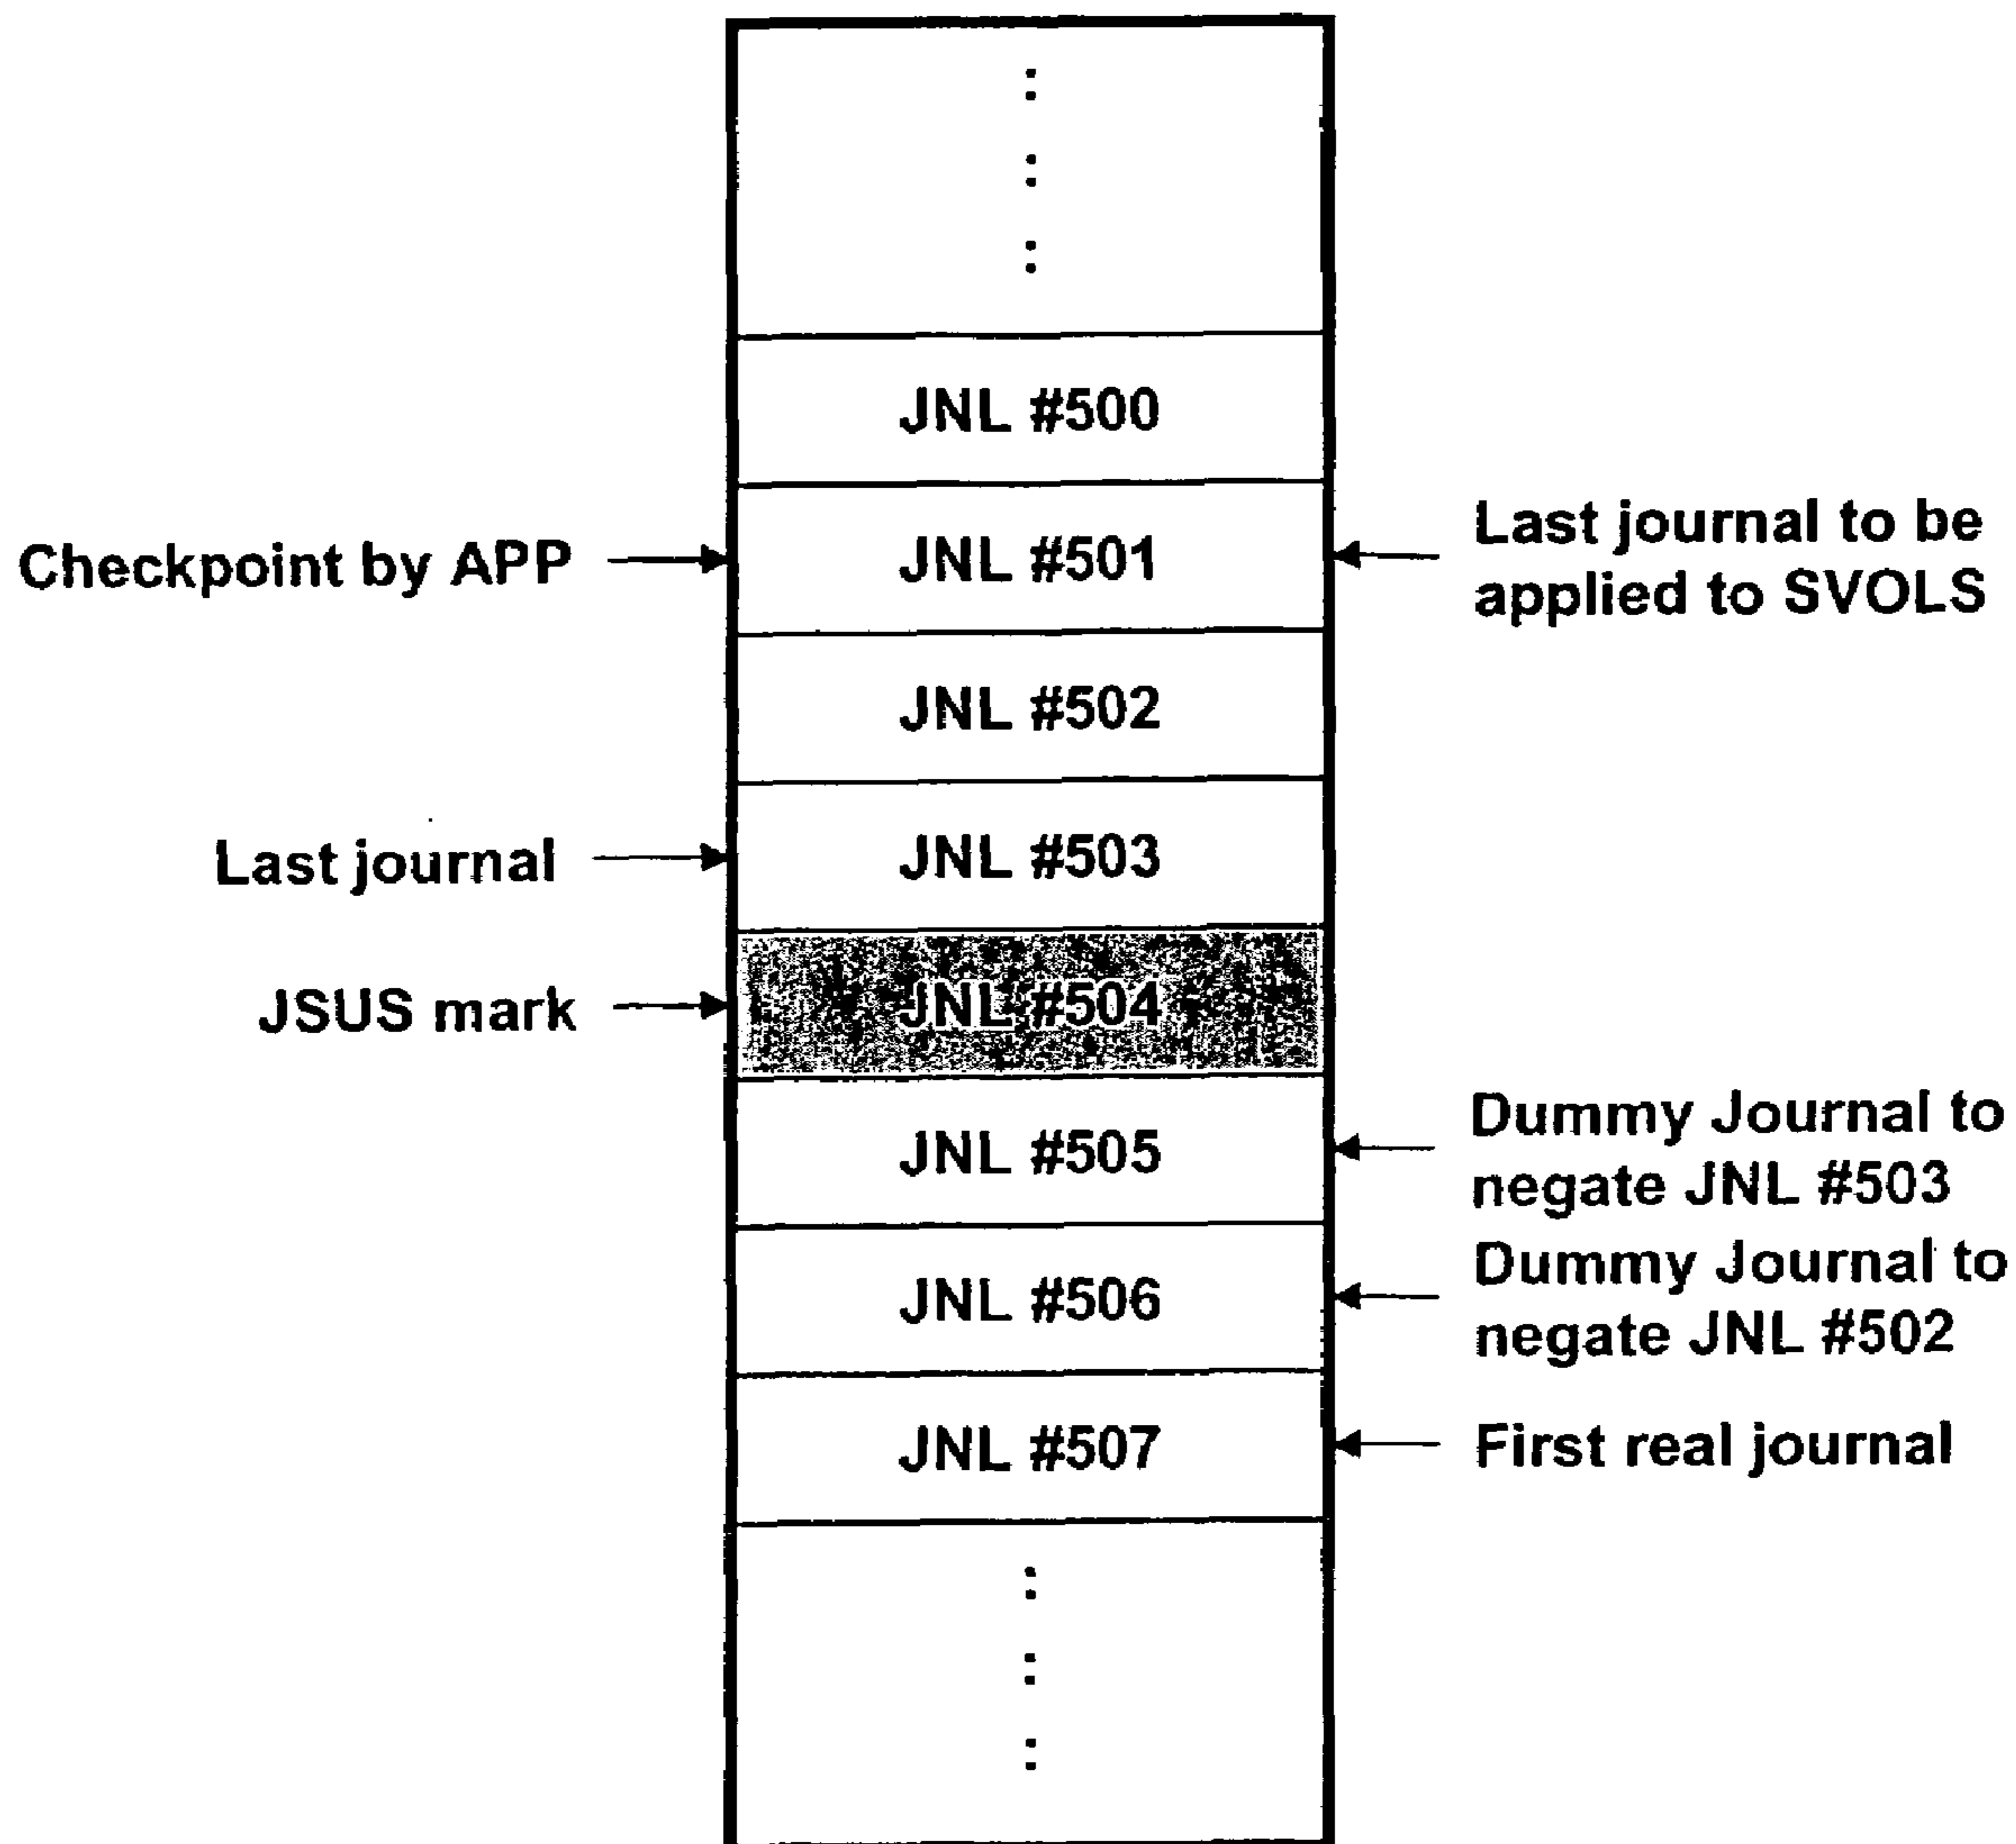 JNL #500
Checkpoint by APP
JNL #501
Last journal to be
applied to SVOLS
JNL #502
Last journal
JNL #503
JSUS mark
JNL #504
JNL #505
Dummy Journal to
negate JNL #503
JNL #506
Dummy Journal to
negate JNL #502
JNL #507
First real journal